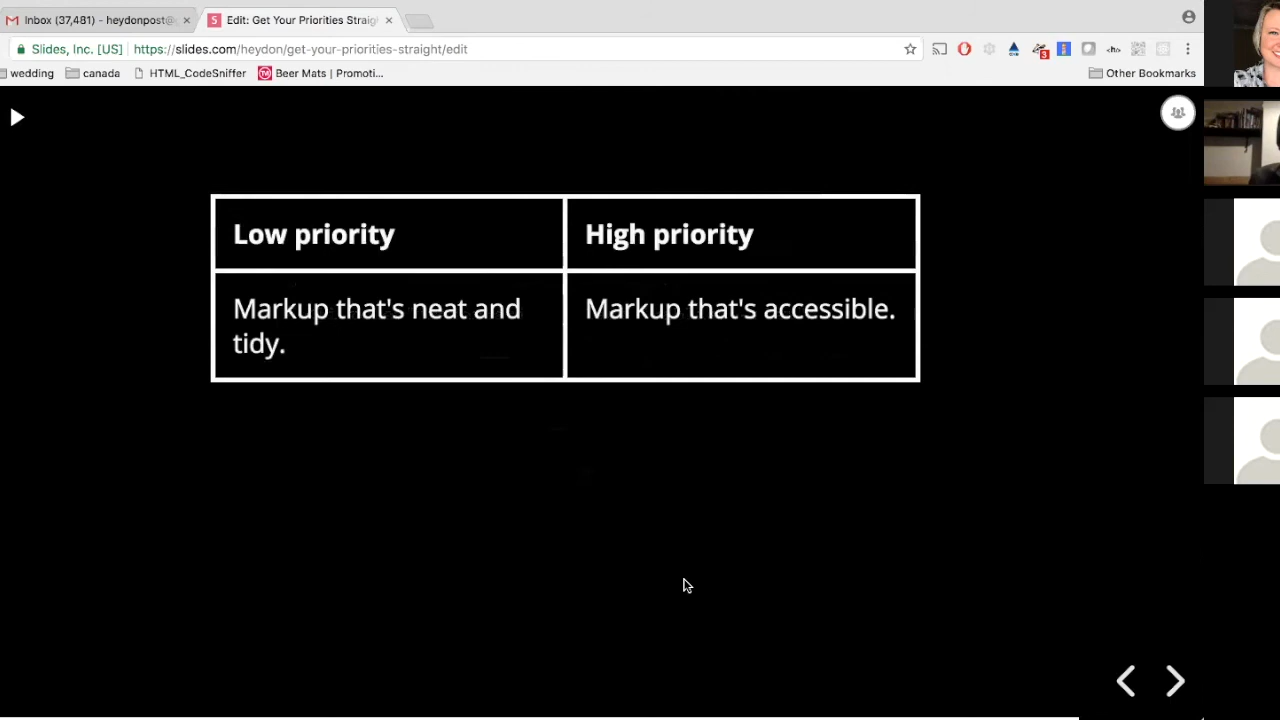 Inbox (37,481) - heydonpost@g
Edit: Get Your Priorities Straig
Slides, Inc. [US]
https://slides.com/heydon/get-your-priorities-straight/edit
wedding
canada
HTML_CodeSniffer
Beer Mats | Promoti...
Other Bookmarks
Low priority
High priority
Markup that's neat and
tidy.
Markup that's accessible.